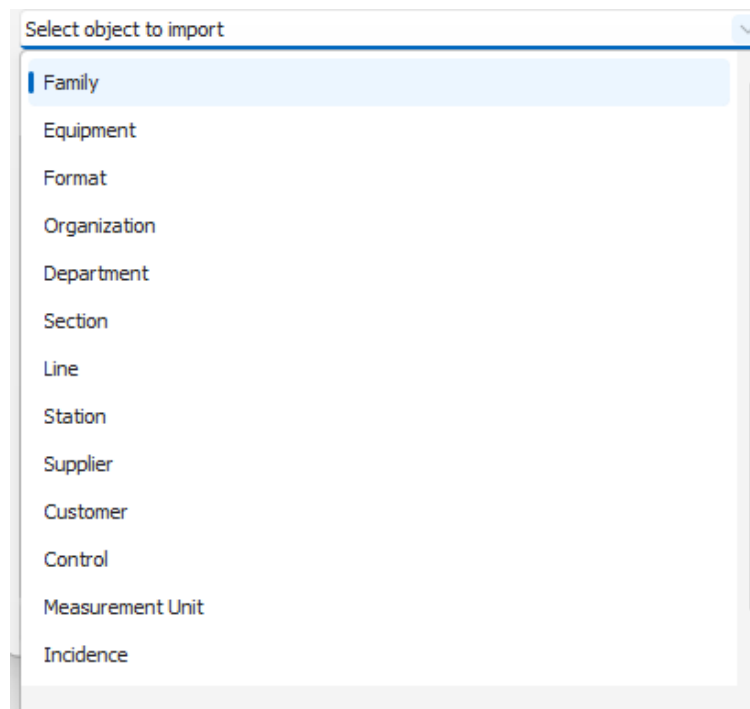 Select object to import
Family
Equipment
Format
Organization
Department
Section
Line
Station
Supplier
Customer
Control
Measurement Unit
Incidence